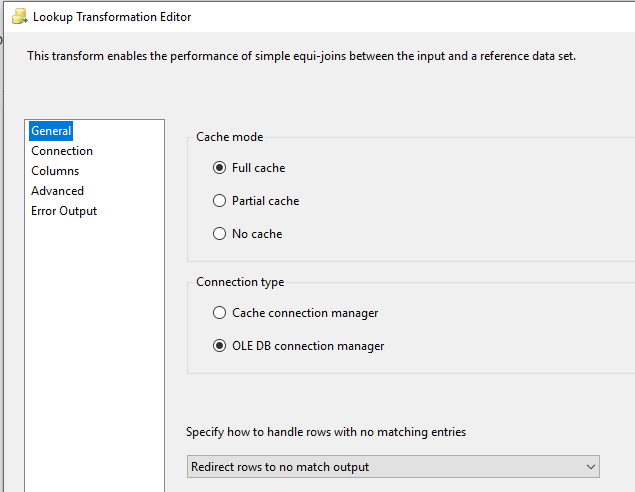 Lookup Transformation Editor
This transform enables the performance of simple equi-joins between the input and a reference data set.
General
Connection
Columns
Advanced
Error Output
Cache mode
Full cache
Partial cache
No cache
Connection type
Cache connection manager
OLE DB connection manager
Specify how to handle rows with no matching entries
Redirect rows to no match output